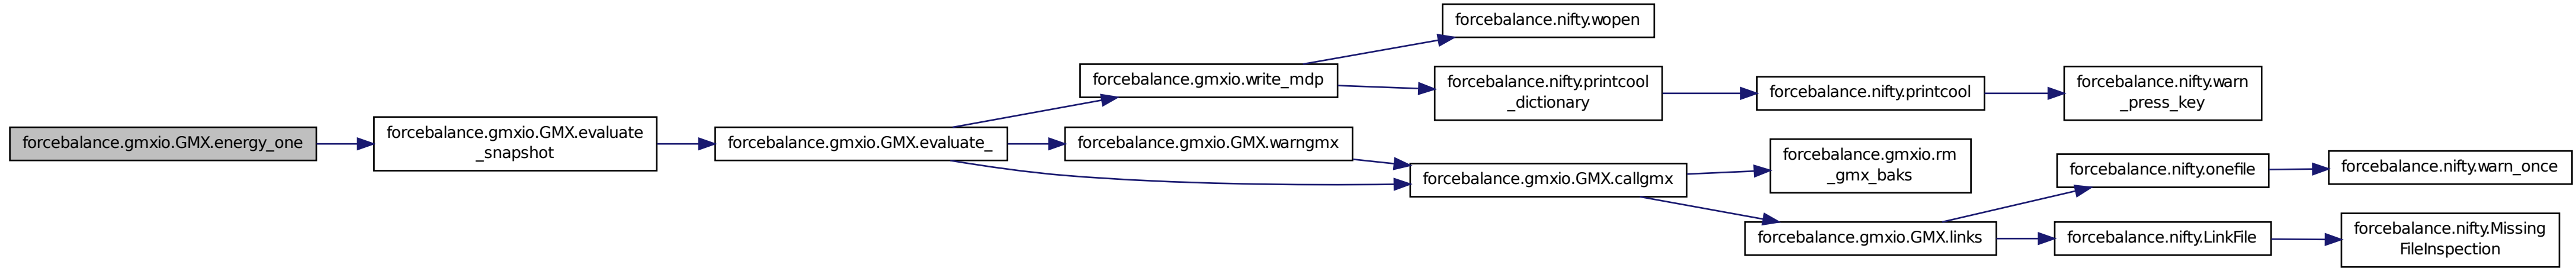 forcebalance.gmxio.GMX.energy_one
forcebalance.gmxio.GMX.evaluate
_snapshot
forcebalance.gmxio.GMX.evaluate_
forcebalance.gmxio.write_mdp
forcebalance.nifty.wopen
forcebalance.nifty.printcool
_dictionary
forcebalance.nifty.printcool
forcebalance.nifty.warn
_press_key
forcebalance.gmxio.GMX.warngmx
forcebalance.gmxio.GMX.callgmx
forcebalance.gmxio.rm
_gmx_baks
forcebalance.gmxio.GMX.links
forcebalance.nifty.onefile
forcebalance.nifty.warn_once
forcebalance.nifty.LinkFile
forcebalance.nifty.Missing
FileInspection